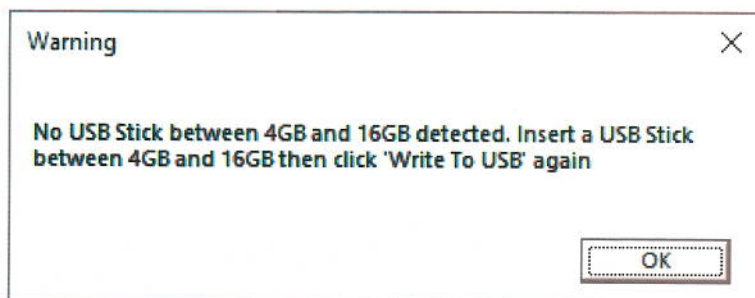 Warning
No USB Stick between 4GB and 16GB detected. Insert a USB Stick
between 4GB and 16GB then click 'Write To USB' again
OK